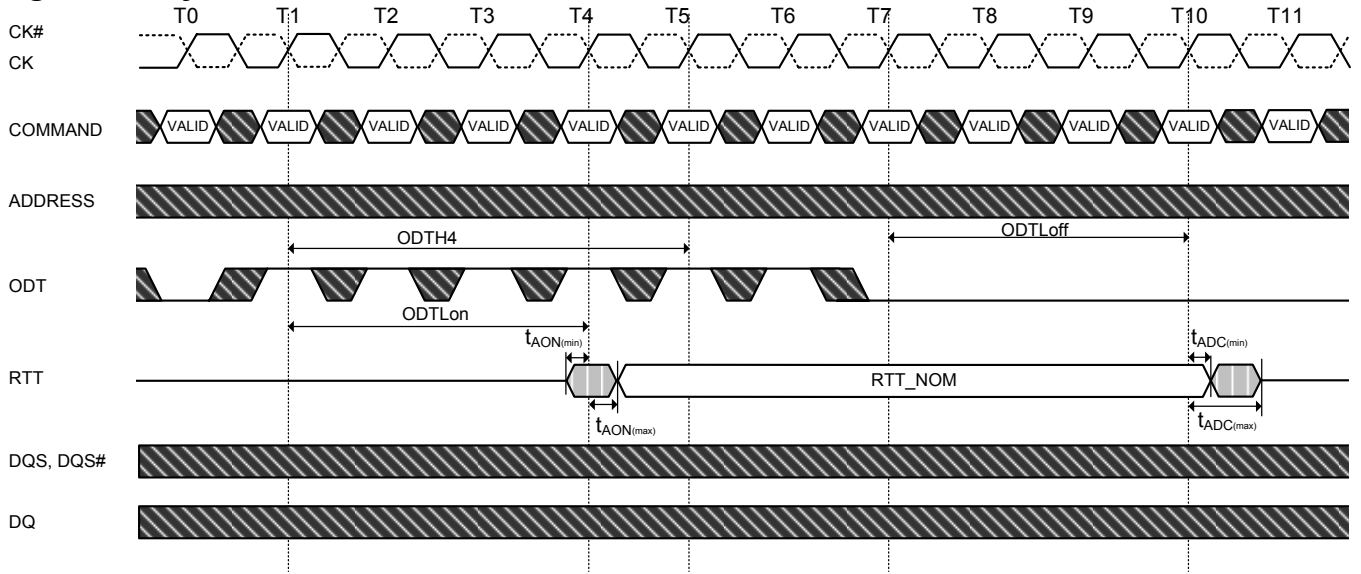 T0 T1 T2 T3 T4 T5 T6 T7 T8 T9 T10 T11
CK#
CK
COMMAND VALID VALID VALID VALID VALID VALID VALID VALID VALID VALID VALID VALID
ADDRESS
ODTH4 ODTLoff
ODT
ODTLon
tAON(min) tADC(min)
RTT RTT_NOM
tAON(max) tADC(max)
DQS, DQS#
DQ